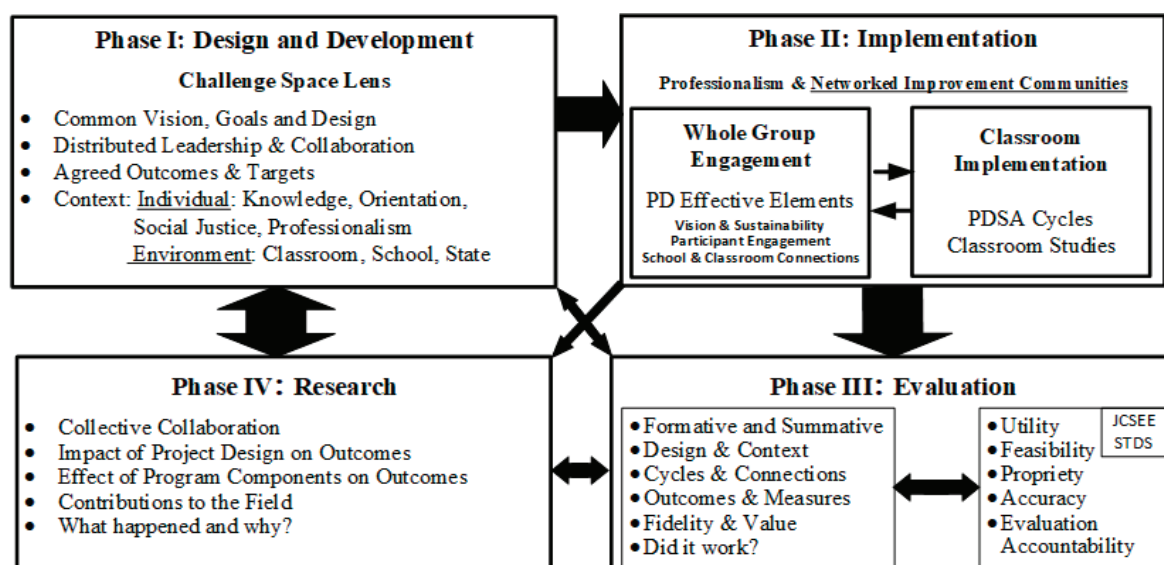 Phase I: Design and Development
Challenge Space Lens
• Common Vision, Goals and Design
• Distributed Leadership & Collaboration
• Agreed Outcomes & Targets
• Context: Individual: Knowledge, Orientation,
Social Justice, Professionalism
Environment: Classroom, School, State
Phase II: Implementation
Professionalism & Networked Improvement Communities
Whole Group
Engagement
PD Effective Elements
Vision & Sustainability
Participant Engagement
School & Classroom Connections
Classroom
Implementation
PDSA Cycles
Classroom Studies
Phase IV: Research
• Collective Collaboration
• Impact of Project Design on Outcomes
• Effect of Program Components on Outcomes
• Contributions to the Field
• What happened and why?
Phase III: Evaluation
• Formative and Summative
• Design & Context
• Cycles & Connections
• Outcomes & Measures
• Fidelity & Value
• Did it work?
• Utility
• Feasibility
• Propriety
• Accuracy
• Evaluation
Accountability
JCSEE
STDS